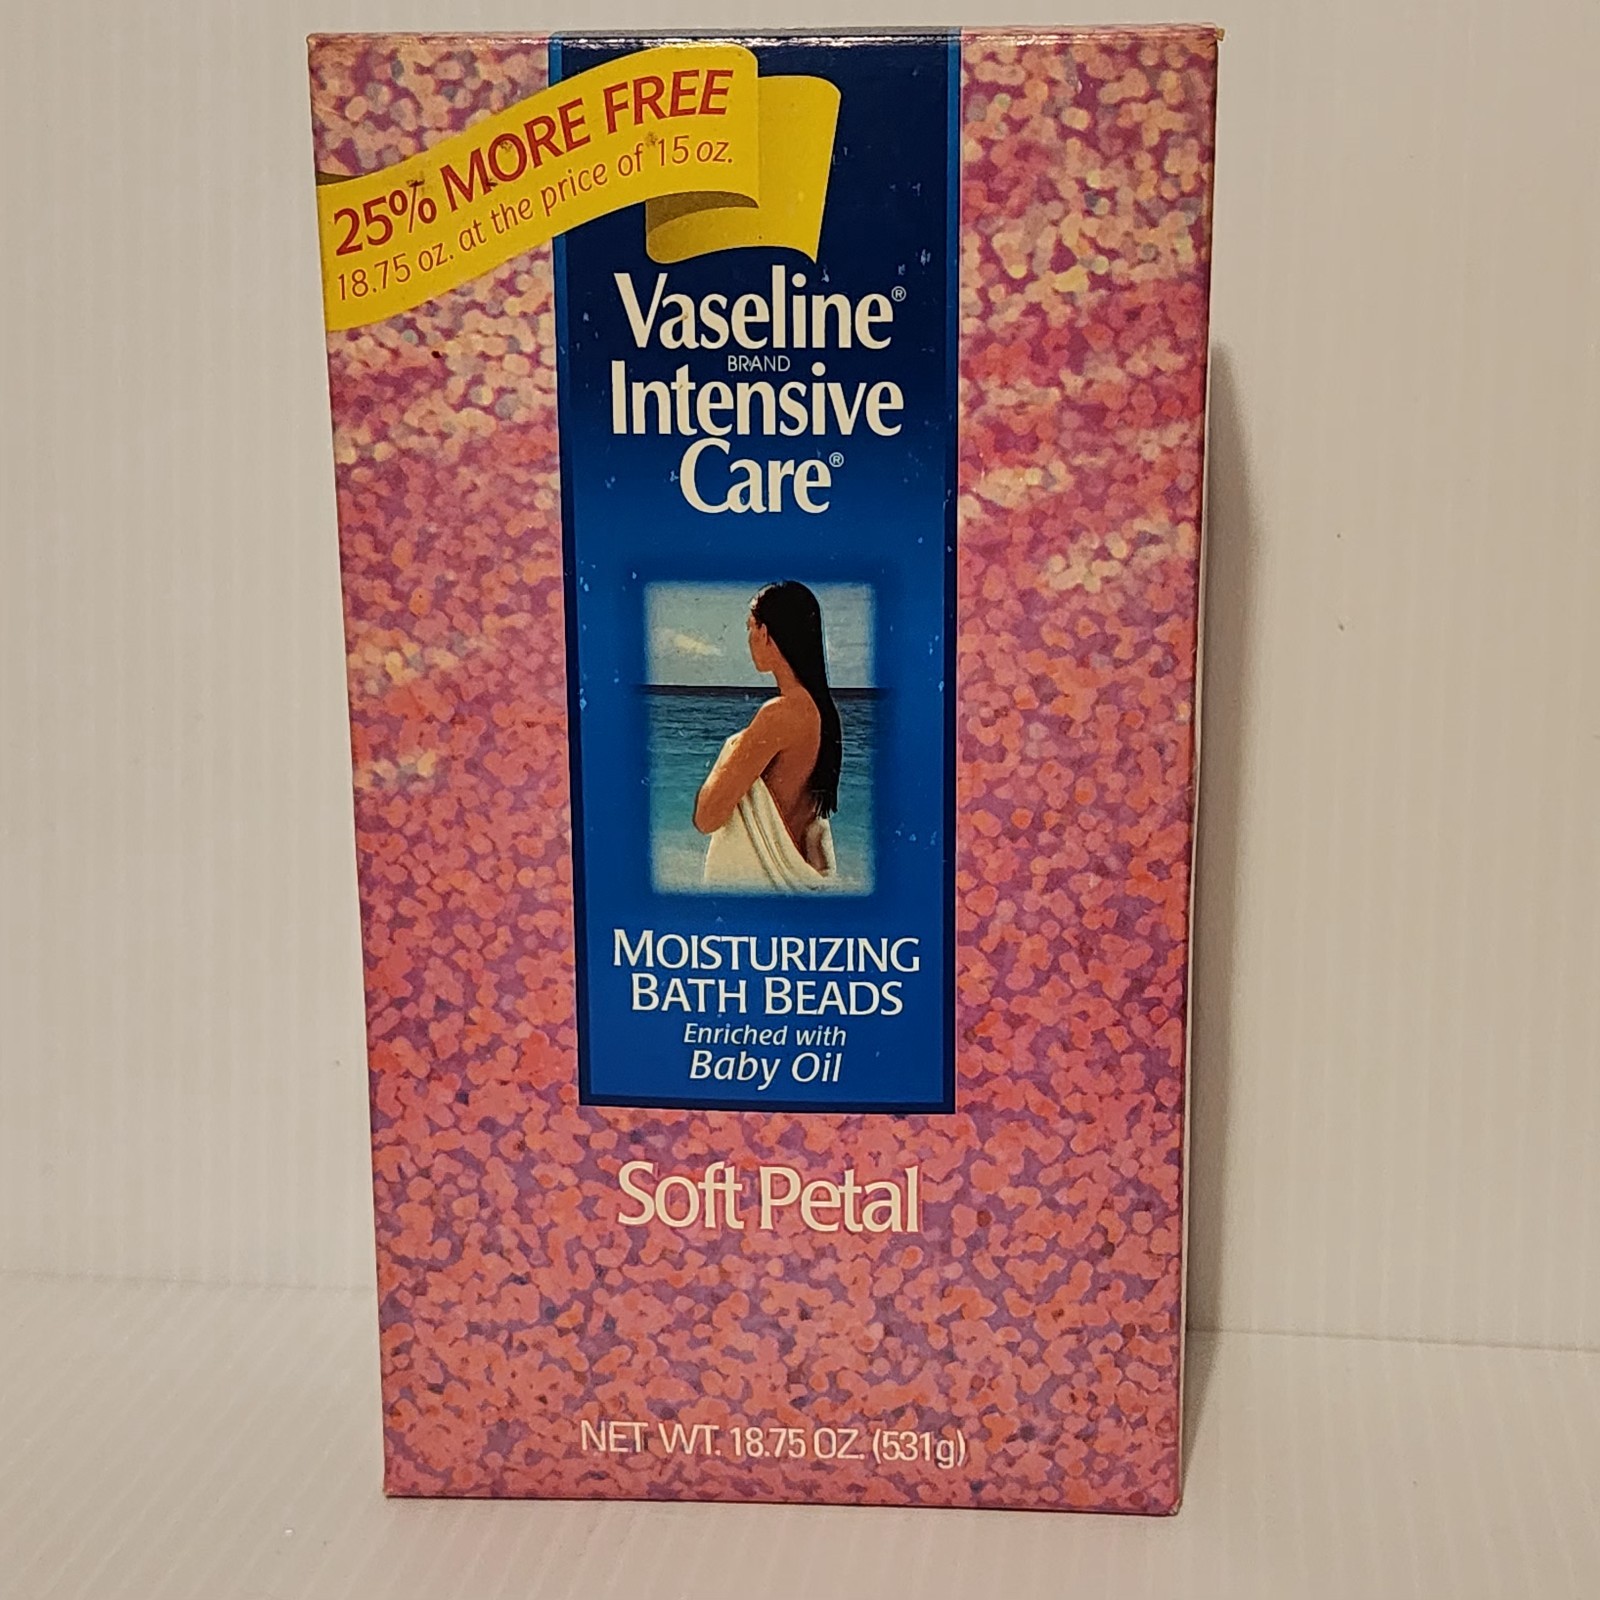 25% MORE FREE
18.75 oz. at the price of 15 oz.
Vaseline®
BRAND
Intensive
Care®
MOISTURIZING
BATH BEADS
Enriched with
Baby Oil
Soft Petal
NET WT. 18.75 OZ. (531g)